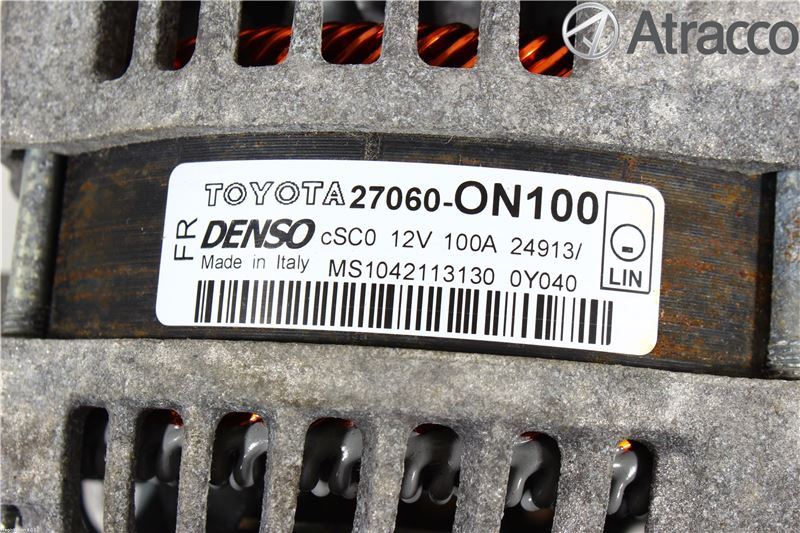 Atracco
TOYOTA 27060-0N100
FR
DENSO cSC0 12V 100A 24913/
Made in Italy MS1042113130 0Y040
LIN